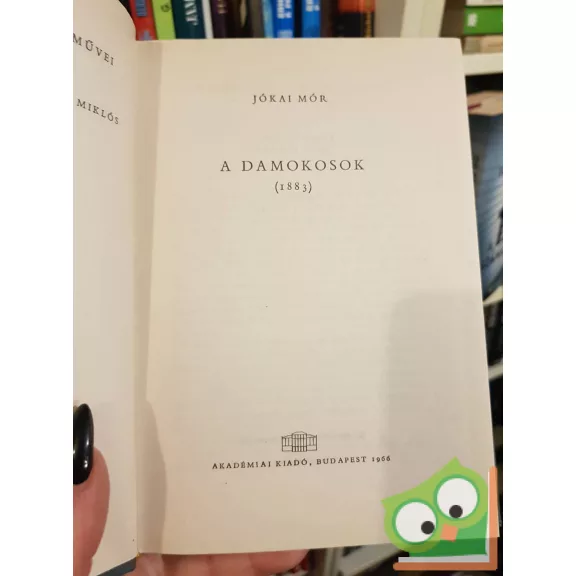 MŰVEI
MIKLÓS
JÓKAI MÓR
A DAMOKOSOK
(1883)
AKADÉMIAI KIADÓ, BUDAPEST 1966